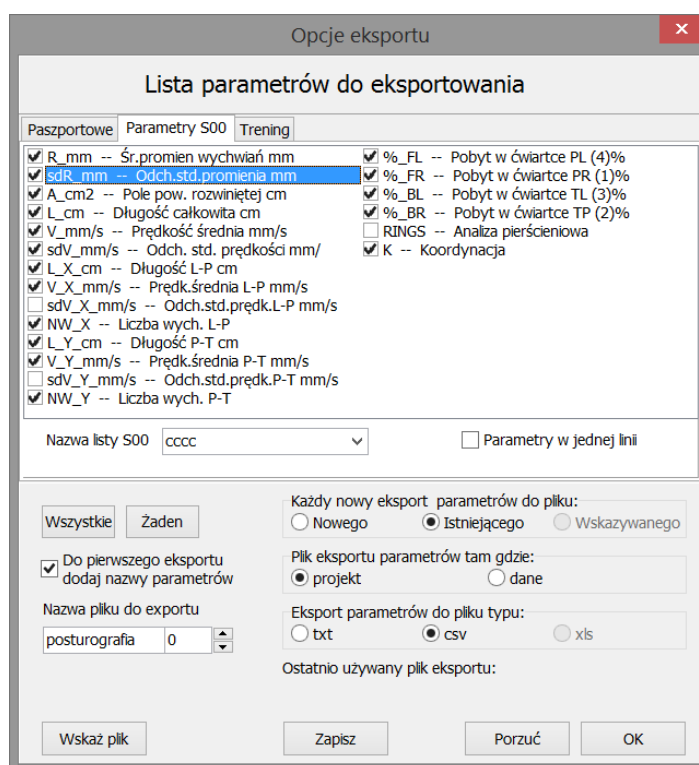 Opcje eksportu
Lista parametrów do eksportowania
Paszportowe Parametry S00 Trening
R_mm -- Śr.promien wychwiań mm
sdR_mm -- Odch.std.promienia mm
A_cm2 -- Pole pow. rozwiniętej cm
L_cm -- Długość całkowita cm
V_mm/s -- Prędkość średnia mm/s
sdV_mm/s -- Odch. std. prędkości mm/
L_X_cm -- Długość L-P cm
V_X_mm/s -- Prędk.średnia L-P mm/s
sdV_X_mm/s -- Odch.std.prędk.L-P mm/s
NW_X -- Liczba wych. L-P
L_Y_cm -- Długość P-T cm
V_Y_mm/s -- Prędk.średnia P-T mm/s
sdV_Y_mm/s -- Odch.std.prędk.P-T mm/s
NW_Y -- Liczba wych. P-T
%_FL -- Pobyt w ćwiartce PL (4)%
%_FR -- Pobyt w ćwiartce PR (1)%
%_BL -- Pobyt w ćwiartce TL (3)%
%_BR -- Pobyt w ćwiartce TP (2)%
RINGS -- Analiza pierścieniowa
K -- Koordynacja
Nazwa listy S00 cccc
Parametry w jednej linii
Wszystkie Żaden
Do pierwszego eksportu
dodaj nazwy parametrów
Nazwa pliku do exportu
posturografia 0
Każdy nowy eksport parametrów do pliku:
Nowego Istniejącego Wskazywanego
Plik eksportu parametrów tam gdzie:
projekt dane
Eksport parametrów do pliku typu:
txt csv xls
Ostatnio używany plik eksportu:
Wskaż plik Zapisz Porzuć OK